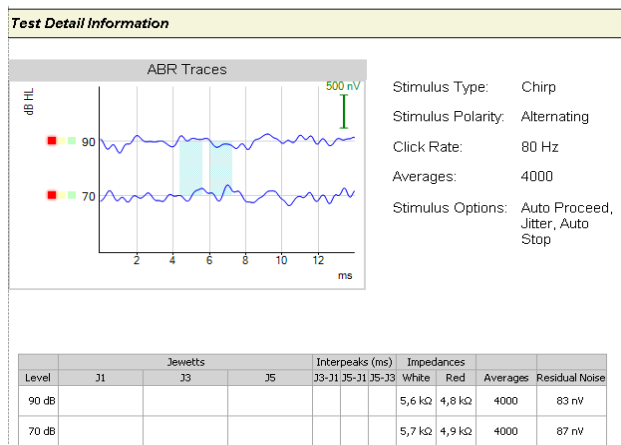 Test Detail Information
ABR Traces
500 nV
dB HL
90
70
2 4 6 8 10 12
ms
Stimulus Type: Chirp
Stimulus Polarity: Alternating
Click Rate: 80 Hz
Averages: 4000
Stimulus Options: Auto Proceed,
Jitter, Auto
Stop
Jewetts Interpeaks (ms) Impedances
Level J1 J3 J5 J3-J1 J5-J1 J5-J3 White Red Averages Residual Noise
90 dB 5,6 kΩ 4,8 kΩ 4000 83 nV
70 dB 5,7 kΩ 4,9 kΩ 4000 87 nV